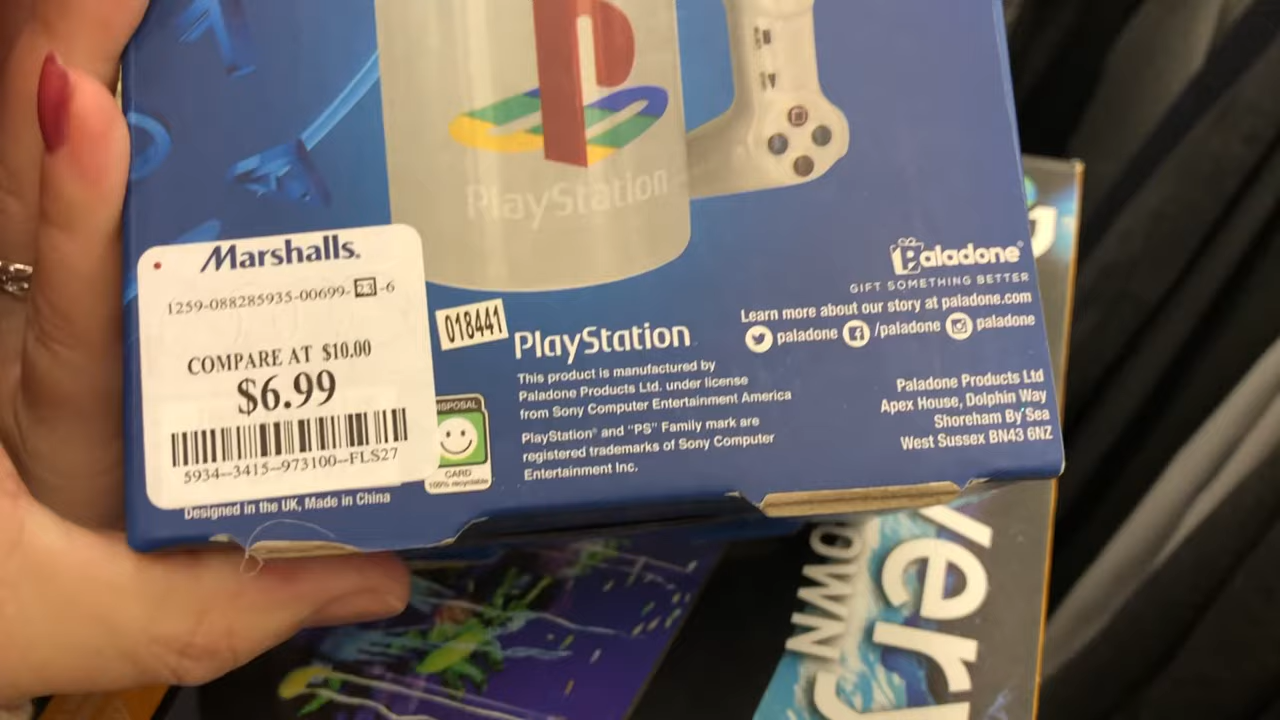 PlayStation
Marshalls.
1259-088285935-00699-23-6
COMPARE AT $10.00
$6.99
5934--3415--973100--FLS27
Designed in the UK, Made in China
018441
DISPOSAL
CARD
100% recyclable
PlayStation
This product is manufactured by
Paladone Products Ltd. under license
from Sony Computer Entertainment America
PlayStation® and "PS" Family mark are
registered trademarks of Sony Computer
Entertainment Inc.
Paladone®
GIFT SOMETHING BETTER
Learn more about our story at paladone.com
paladone /paladone paladone
Paladone Products Ltd
Apex House, Dolphin Way
Shoreham By Sea
West Sussex BN43 6NZ
very
OWN